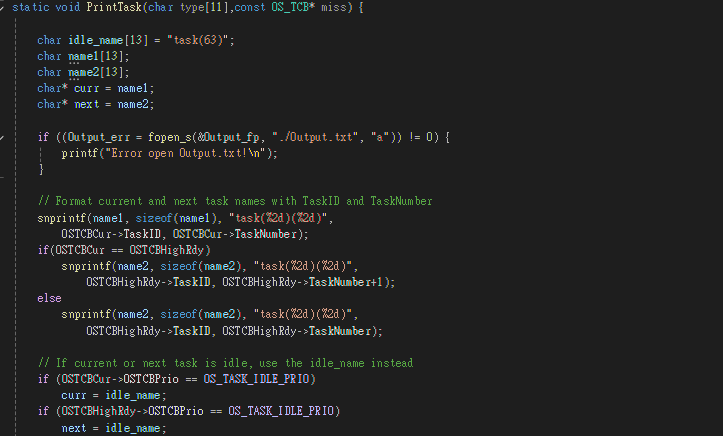 static void PrintTask(char type[11],const OS_TCB* miss) {
char idle_name[13] = "task(63)";
char name1[13];
char name2[13];
char* curr = name1;
char* next = name2;
if ((Output_err = fopen_s(&Output_fp, "./Output.txt", "a")) != 0) {
printf("Error open Output.txt!\n");
}
// Format current and next task names with TaskID and TaskNumber
snprintf(name1, sizeof(name1), "task(%2d)(%2d)",
OSTCBCur->TaskID, OSTCBCur->TaskNumber);
if(OSTCBCur == OSTCBHighRdy)
snprintf(name2, sizeof(name2), "task(%2d)(%2d)",
OSTCBHighRdy->TaskID, OSTCBHighRdy->TaskNumber+1);
else
snprintf(name2, sizeof(name2), "task(%2d)(%2d)",
OSTCBHighRdy->TaskID, OSTCBHighRdy->TaskNumber);
// If current or next task is idle, use the idle_name instead
if (OSTCBCur->OSTCBPrio == OS_TASK_IDLE_PRIO)
curr = idle_name;
if (OSTCBHighRdy->OSTCBPrio == OS_TASK_IDLE_PRIO)
next = idle_name;